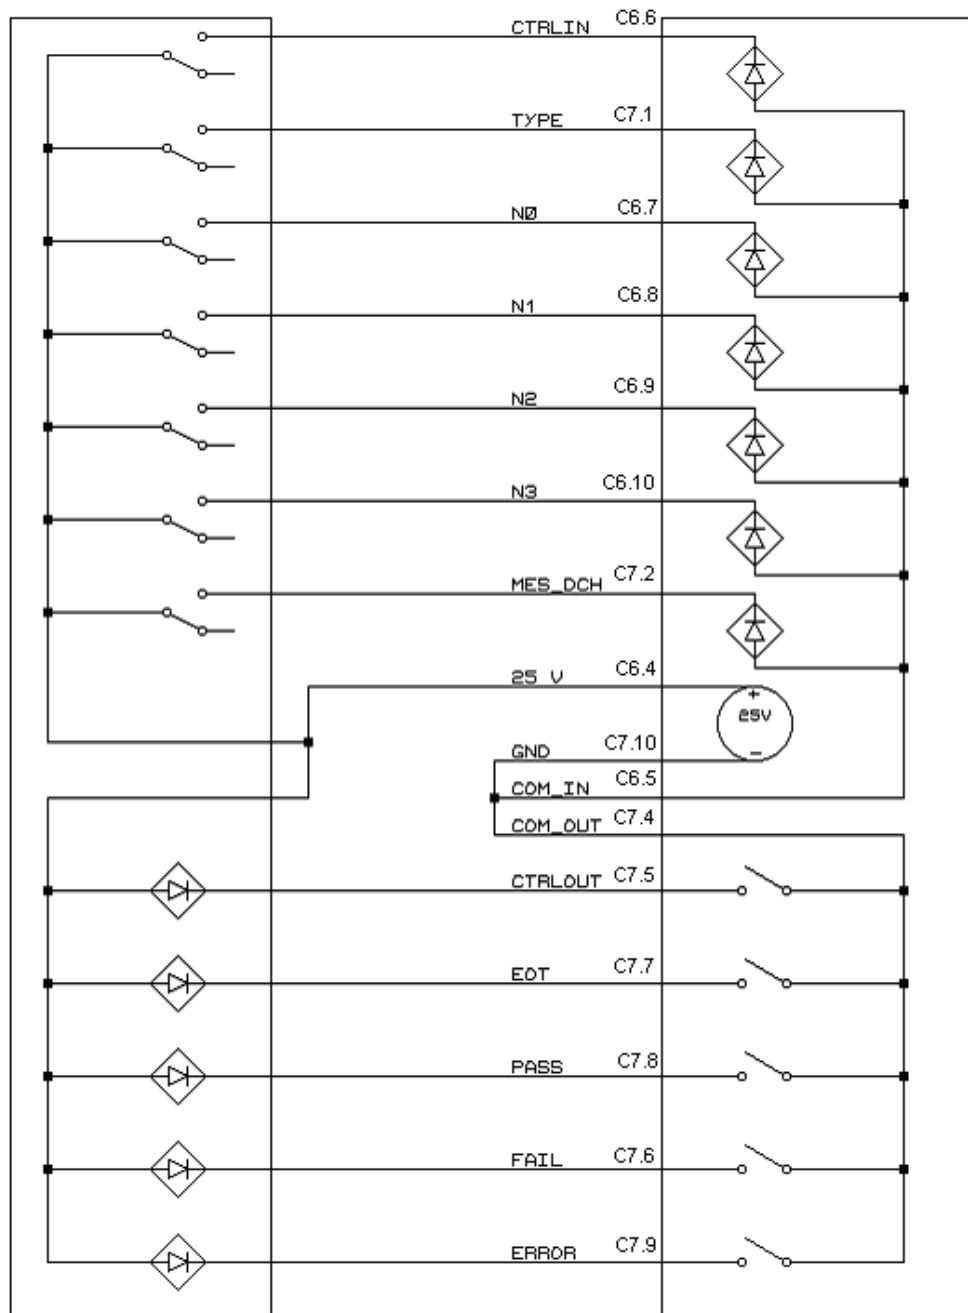 CTRLIN C6.6
TYPE C7.1
N0 C6.7
N1 C6.8
N2 C6.9
N3 C6.10
MES_DCH C7.2
25 V C6.4
+
25V
-
GND C7.10
COM_IN C6.5
COM_OUT C7.4
CTRLOUT C7.5
EOT C7.7
PASS C7.8
FAIL C7.6
ERROR C7.9